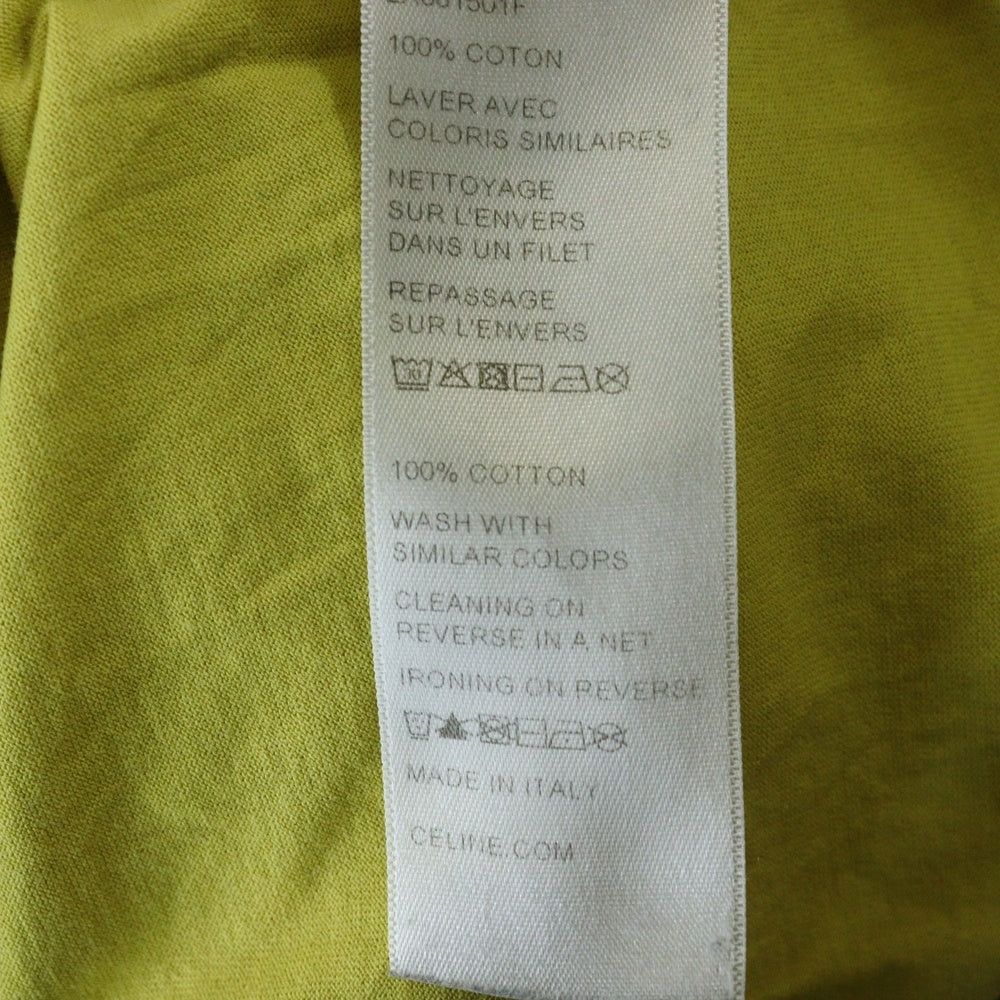 100% COTON
LAVER AVEC
COLORIS SIMILAIRES
NETTOYAGE
SUR L'ENVERS
DANS UN FILET
REPASSAGE
SUR L'ENVERS
30
100% COTTON
WASH WITH
SIMILAR COLORS
CLEANING ON
REVERSE IN A NET
IRONING ON REVERSE
MADE IN ITALY
CELINE.COM